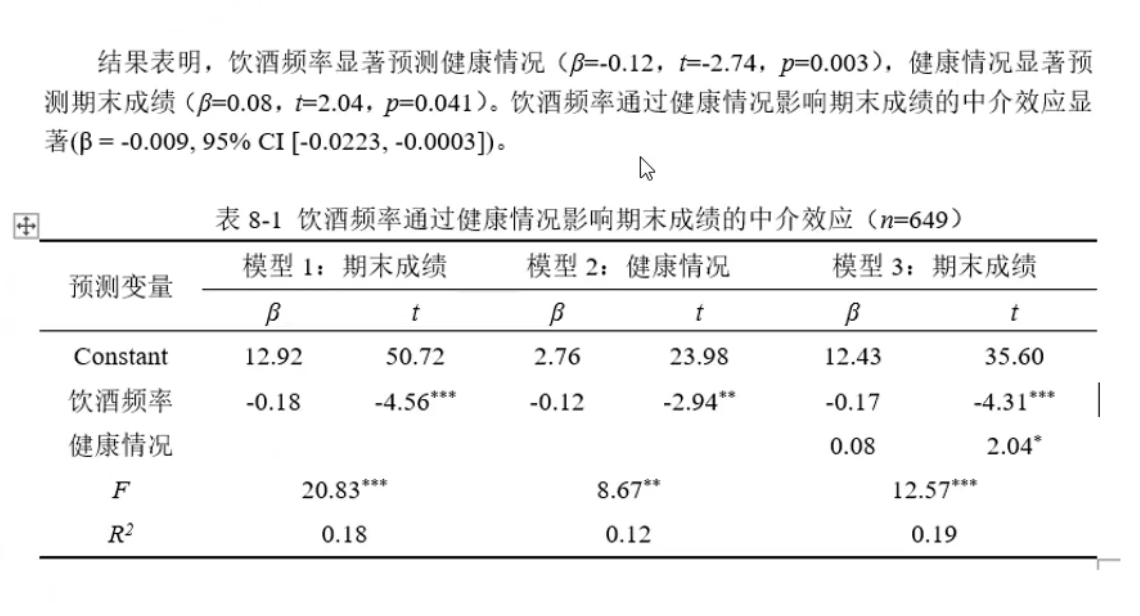 结果表明，饮酒频率显著预测健康情况（β=-0.12，t=-2.74，p=0.003），健康情况显著预
测期末成绩（β=0.08，t=2.04，p=0.041）。饮酒频率通过健康情况影响期末成绩的中介效应显
著(β = -0.009, 95% CI [-0.0223, -0.0003])。
表 8-1 饮酒频率通过健康情况影响期末成绩的中介效应（n=649）
预测变量 模型 1：期末成绩 模型 2：健康情况 模型 3：期末成绩
β t β t β t
Constant 12.92 50.72 2.76 23.98 12.43 35.60
饮酒频率 -0.18 -4.56*** -0.12 -2.94** -0.17 -4.31***
健康情况 0.08 2.04*
F 20.83*** 8.67** 12.57***
R² 0.18 0.12 0.19